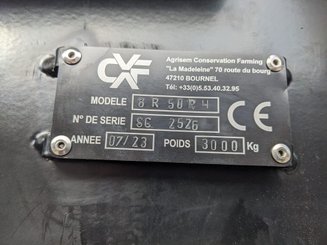 CXF
Agrisem Conservation Farming
"La Madeleine" 70 route du bourg
47210 BOURNEL
Tél: +33(0)5.53.40.32.95
MODELE 8R50RH
N° DE SERIE SC 2526
ANNEE 07/23 POIDS 3000 Kg
CE